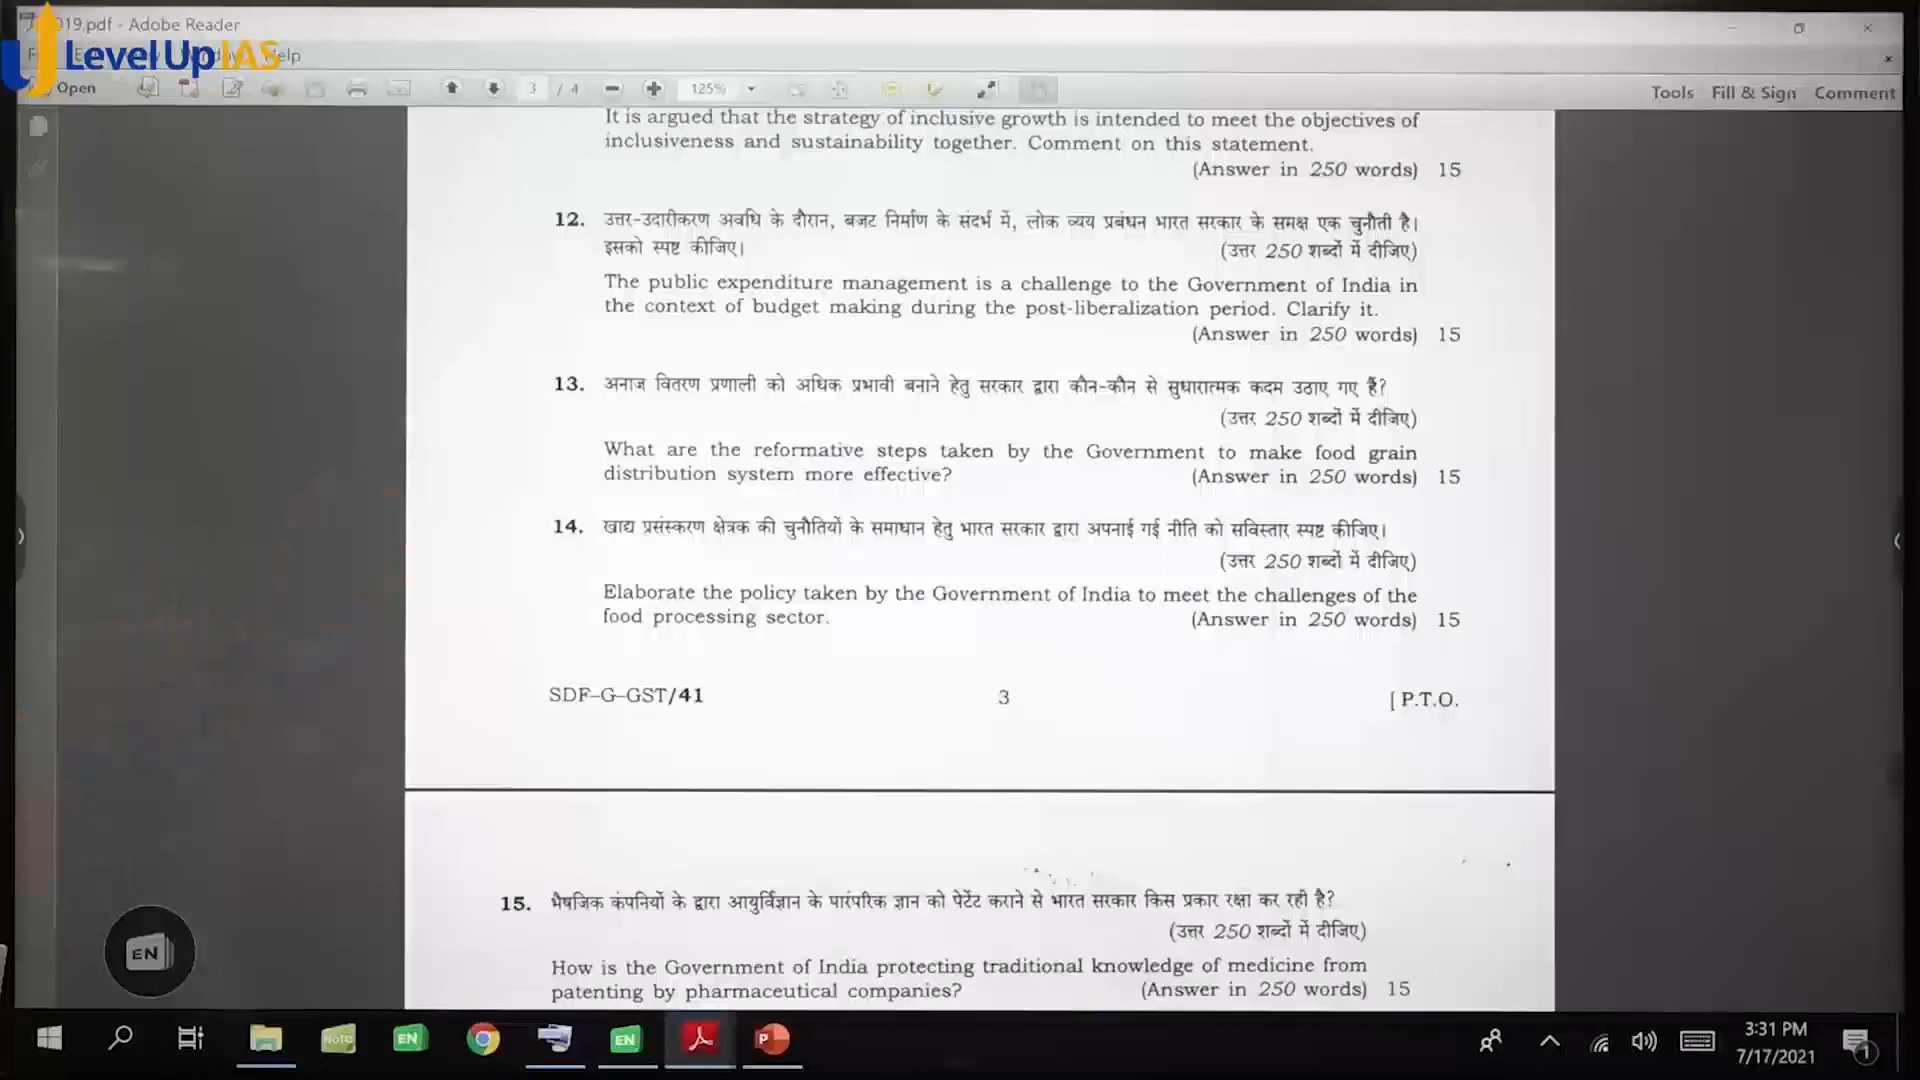 019.pdf - Adobe Reader
LevelUp IAS
Help
Open
3 / 4
125%
Tools Fill & Sign Comment
It is argued that the strategy of inclusive growth is intended to meet the objectives of
inclusiveness and sustainability together. Comment on this statement.
(Answer in 250 words) 15
12. उत्तर-उदारीकरण अवधि के दौरान, बजट निर्माण के संदर्भ में, लोक व्यय प्रबंधन भारत सरकार के समक्ष एक चुनौती है।
इसको स्पष्ट कीजिए। (उत्तर 250 शब्दों में दीजिए)
The public expenditure management is a challenge to the Government of India in
the context of budget making during the post-liberalization period. Clarify it.
(Answer in 250 words) 15
13. अनाज वितरण प्रणाली को अधिक प्रभावी बनाने हेतु सरकार द्वारा कौन-कौन से सुधारात्मक कदम उठाए गए हैं?
(उत्तर 250 शब्दों में दीजिए)
What are the reformative steps taken by the Government to make food grain
distribution system more effective? (Answer in 250 words) 15
14. खाद्य प्रसंस्करण क्षेत्रक की चुनौतियों के समाधान हेतु भारत सरकार द्वारा अपनाई गई नीति को सविस्तार स्पष्ट कीजिए।
(उत्तर 250 शब्दों में दीजिए)
Elaborate the policy taken by the Government of India to meet the challenges of the
food processing sector. (Answer in 250 words) 15
SDF–G–GST/41 3 [ P.T.O.
15. भैषजिक कंपनियों के द्वारा आयुर्विज्ञान के पारंपरिक ज्ञान को पेटेंट कराने से भारत सरकार किस प्रकार रक्षा कर रही है?
(उत्तर 250 शब्दों में दीजिए)
How is the Government of India protecting traditional knowledge of medicine from
patenting by pharmaceutical companies? (Answer in 250 words) 15
EN
NOTE
EN
EN
P
3:31 PM
7/17/2021
1